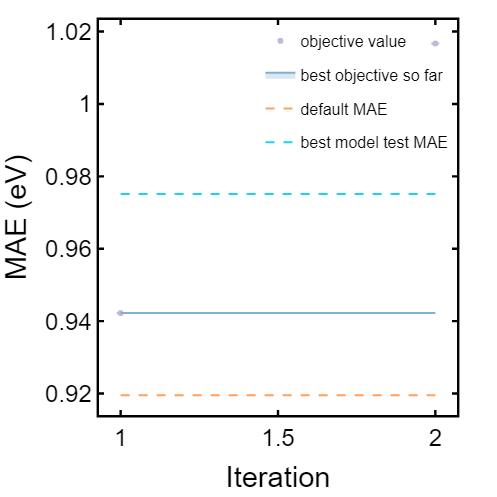 1.02
objective value
best objective so far
1
default MAE
best model test MAE
0.98
MAE (eV)
0.96
0.94
0.92
1
1.5
2
Iteration